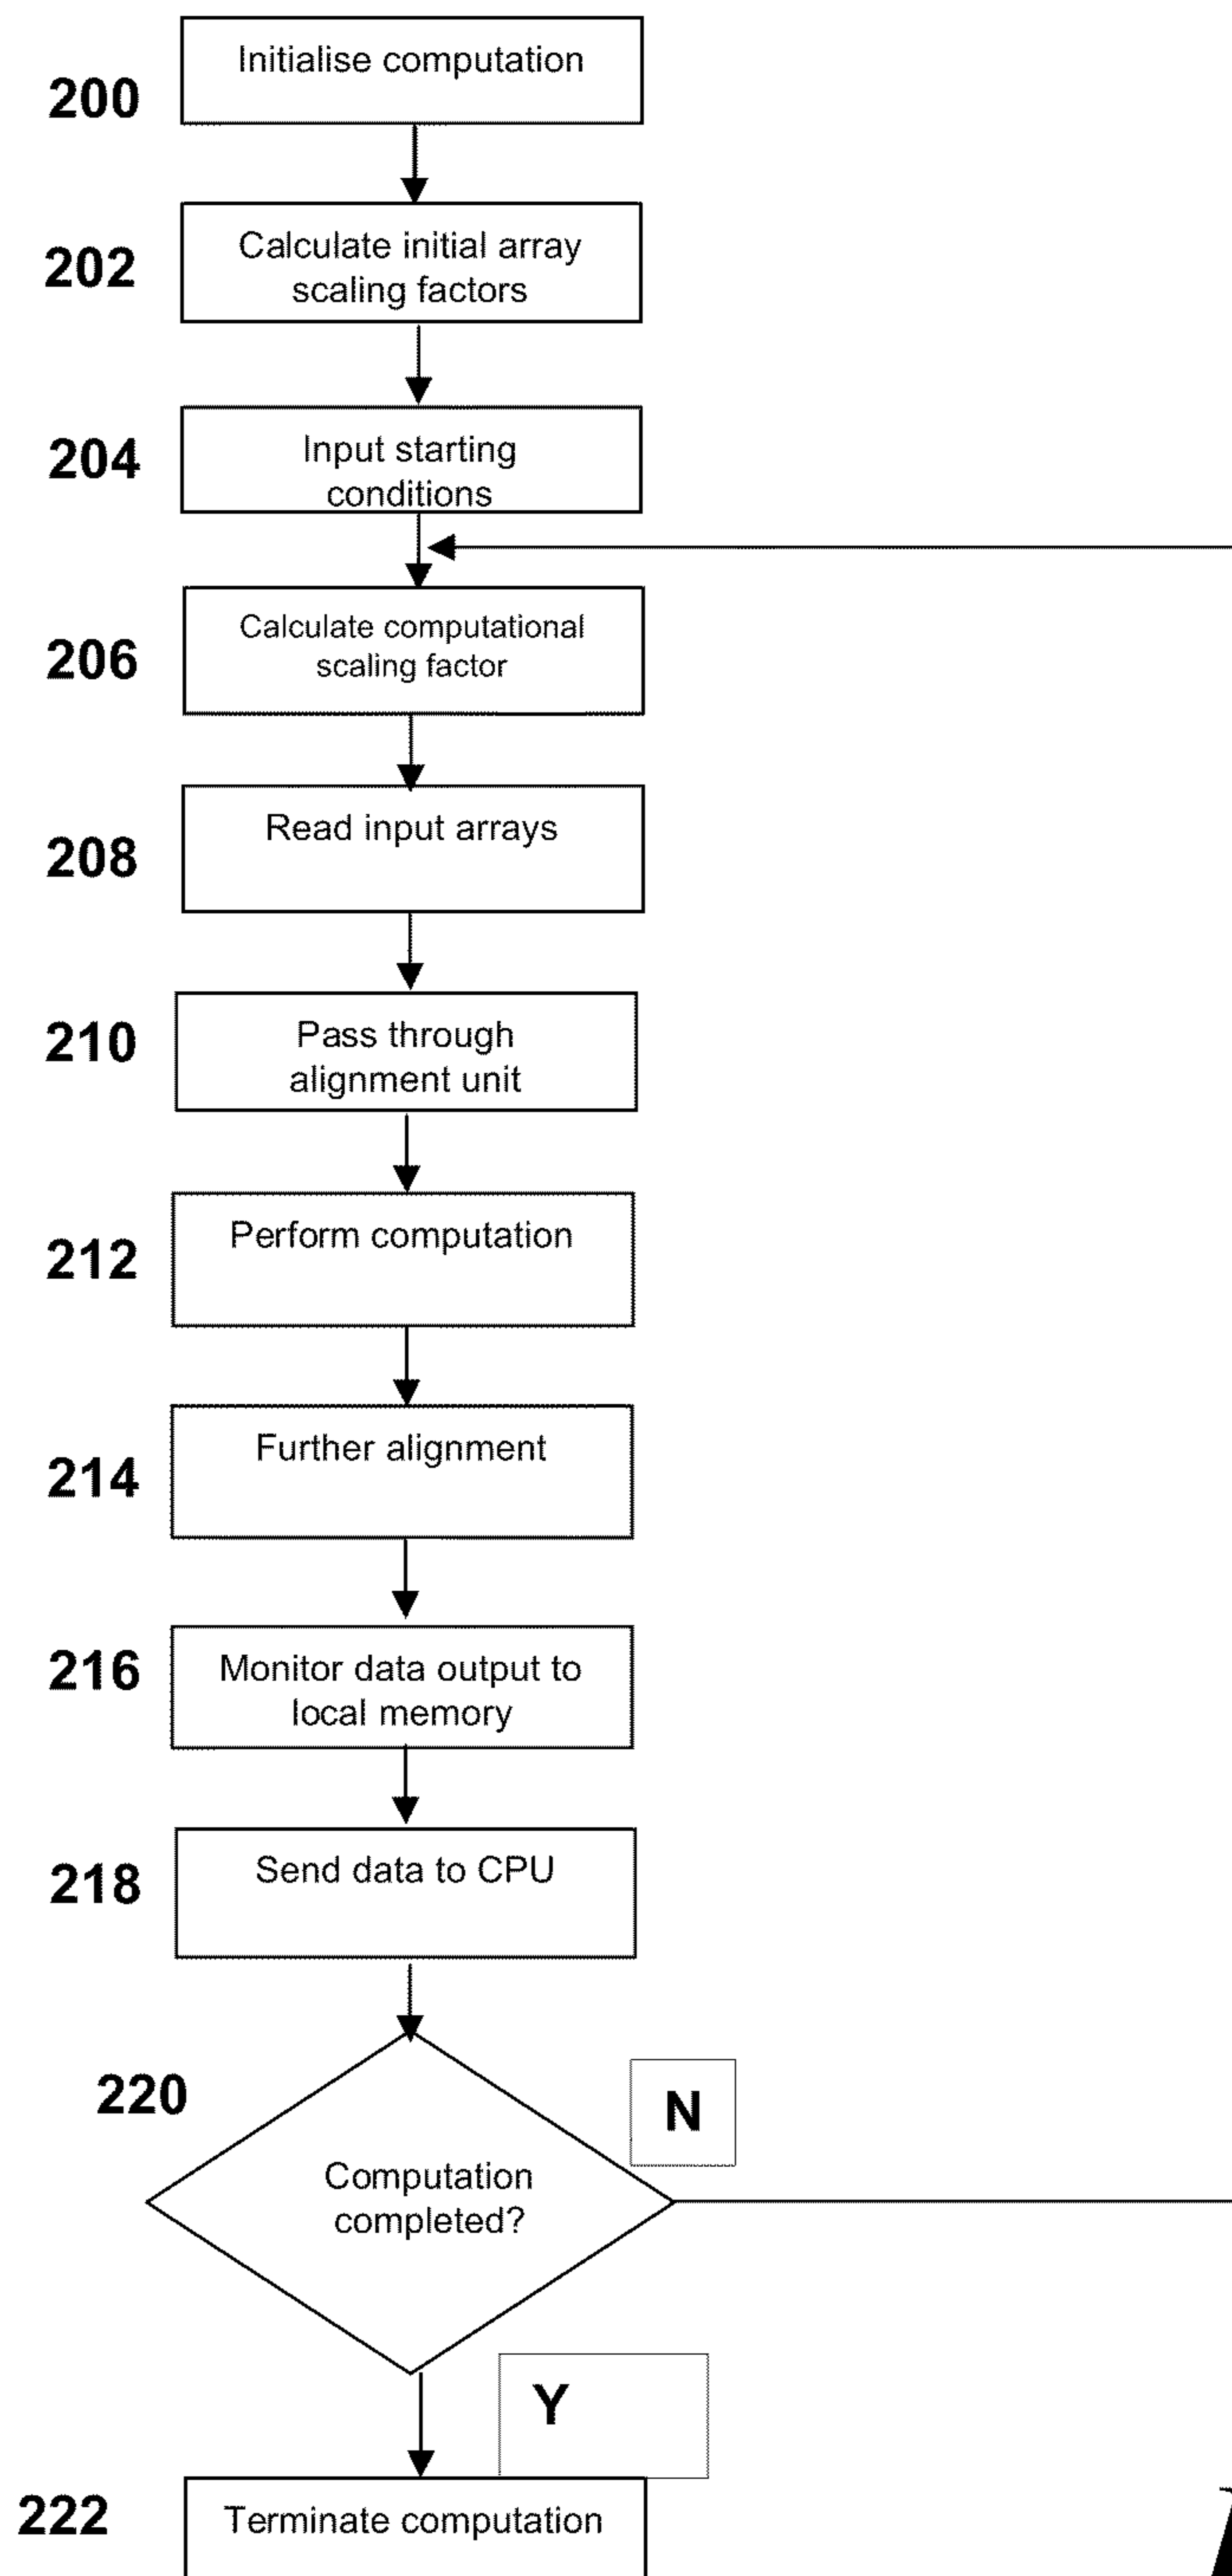 200
Initialise computation
202
Calculate initial array
scaling factors
204
Input starting
conditions
206
Calculate computational
scaling factor
208
Read input arrays
210
Pass through
alignment unit
212
Perform computation
214
Further alignment
216
Monitor data output to
local memory
218
Send data to CPU
220
N
Computation
completed?
Y
222
Terminate computation